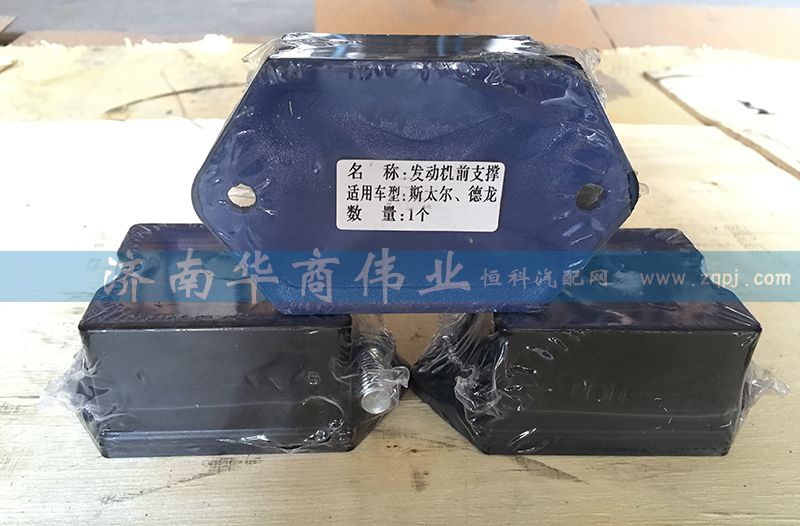 名　称:发动机前支撑
适用车型:斯太尔、德龙
数　量:1个
济南华商伟业 恒科汽配网 www.zqpj.com